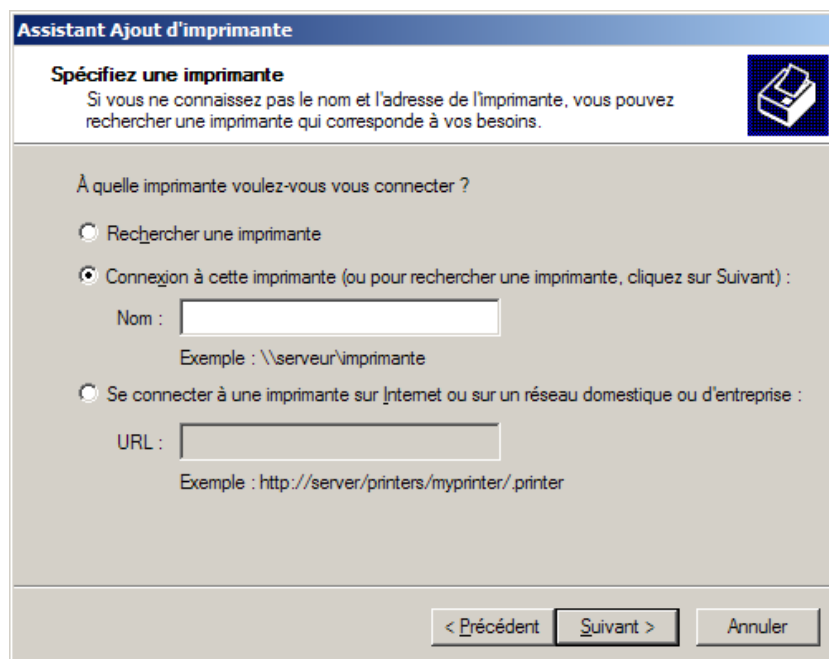 Assistant Ajout d'imprimante
Spécifiez une imprimante
Si vous ne connaissez pas le nom et l'adresse de l'imprimante, vous pouvez
rechercher une imprimante qui corresponde à vos besoins.
À quelle imprimante voulez-vous vous connecter ?
Rechercher une imprimante
Connexion à cette imprimante (ou pour rechercher une imprimante, cliquez sur Suivant) :
Nom :
Exemple : \\serveur\imprimante
Se connecter à une imprimante sur Internet ou sur un réseau domestique ou d'entreprise :
URL :
Exemple : http://server/printers/myprinter/.printer
< Précédent Suivant > Annuler